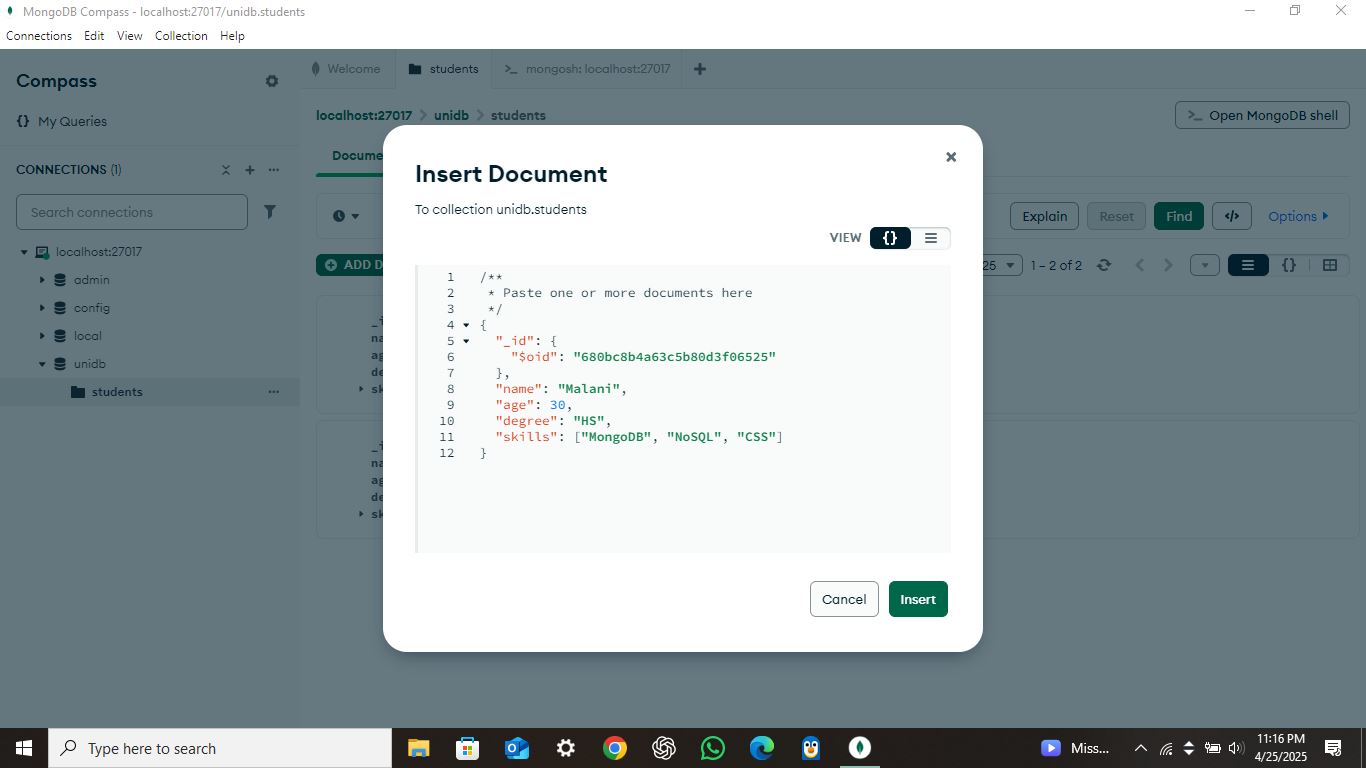 MongoDB Compass - localhost:27017/unidb.students
Connections Edit View Collection Help
Compass
Welcome
students
>_ mongosh: localhost:27017
{} My Queries
localhost:27017 > unidb > students
>_ Open MongoDB shell
CONNECTIONS (1)
Search connections
localhost:27017
admin
config
local
unidb
students
Docume
Explain Reset Find </> Options
ADD D
25 1 – 2 of 2
{}
na
ag
de
sk
na
ag
de
sk
Insert Document
To collection unidb.students
VIEW {}
1 /**
2 * Paste one or more documents here
3 */
4 {
5 "_id": {
6 "$oid": "680bc8b4a63c5b80d3f06525"
7 },
8 "name": "Malani",
9 "age": 30,
10 "degree": "HS",
11 "skills": ["MongoDB", "NoSQL", "CSS"]
12 }
Cancel Insert
Type here to search
Miss...
11:16 PM
4/25/2025